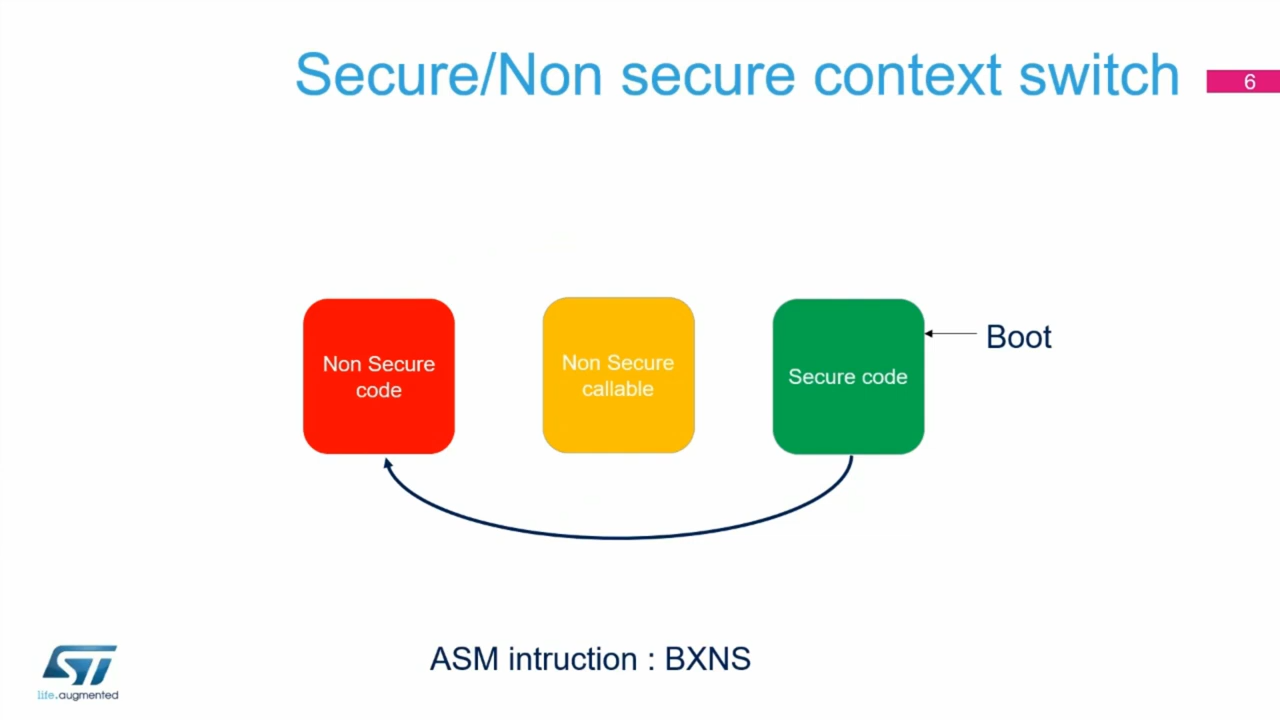 Secure/Non secure context switch
6
Non Secure
code
Non Secure
callable
Secure code
Boot
ASM intruction : BXNS
ST
life.augmented